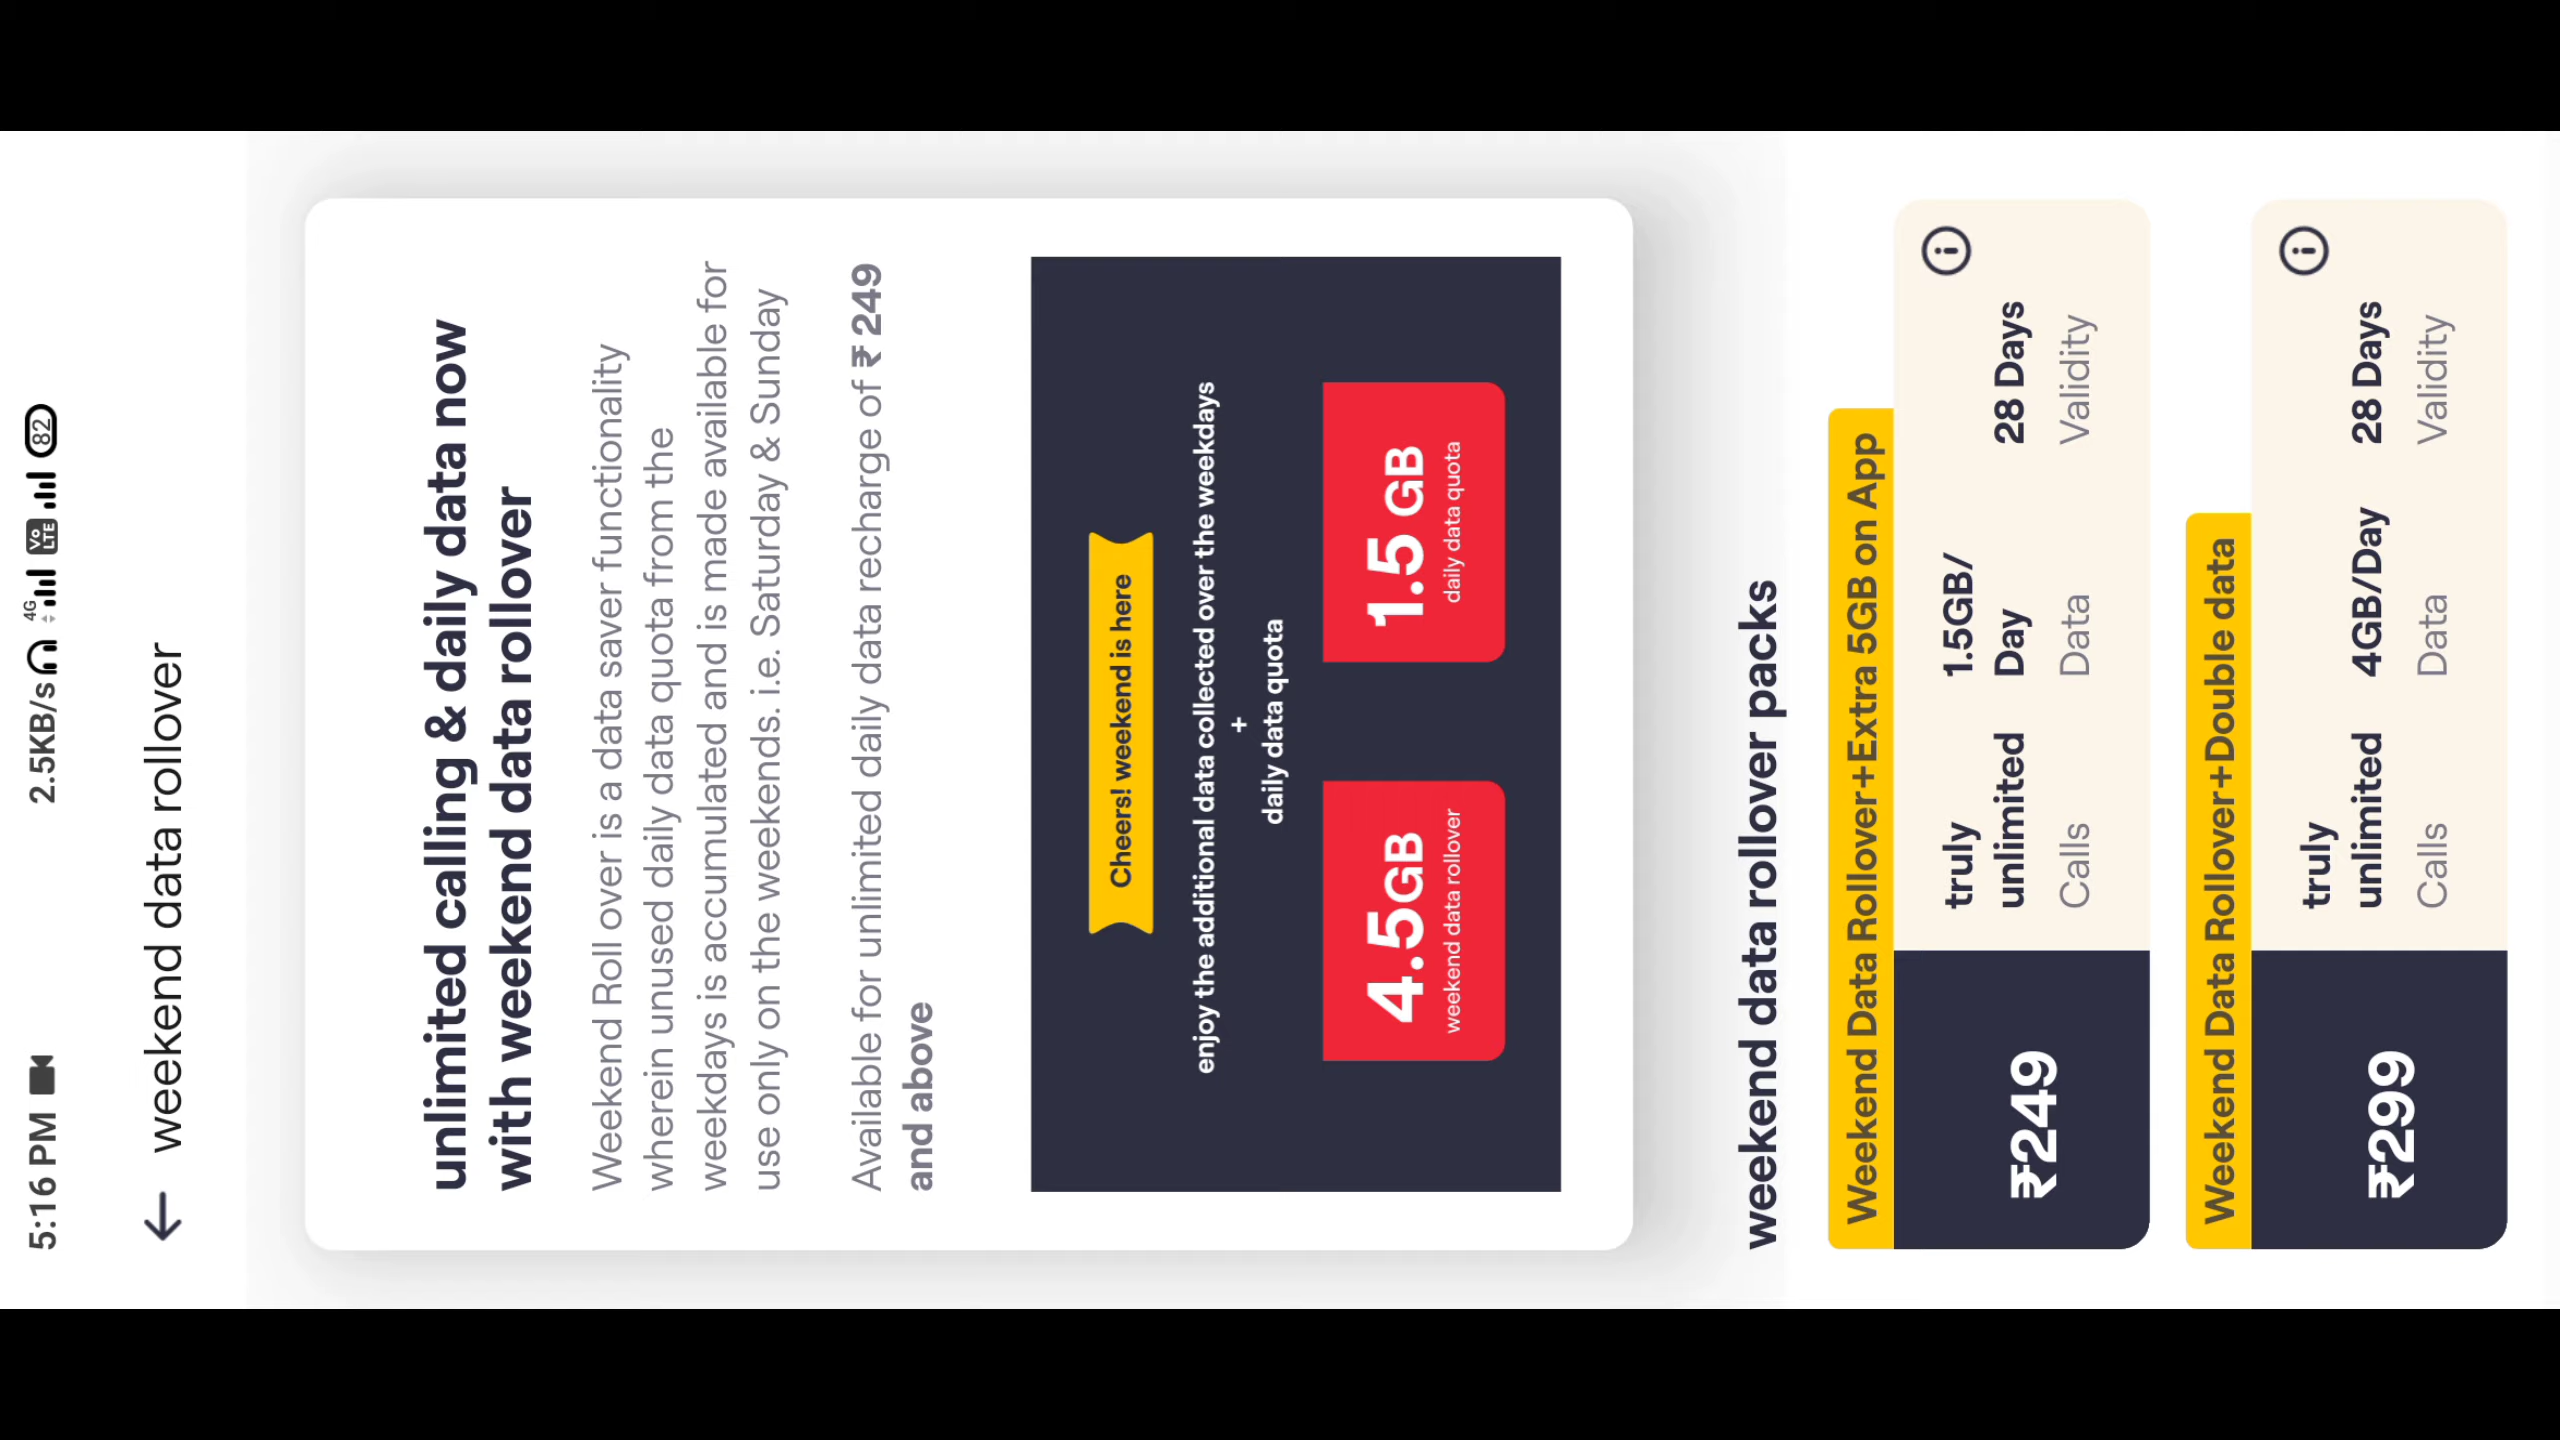 5:16 PM 2.5KB/s 4G Vo LTE 82
weekend data rollover
unlimited calling & daily data now
with weekend data rollover
Weekend Roll over is a data saver functionality
wherein unused daily data quota from the
weekdays is accumulated and is made available for
use only on the weekends. i.e. Saturday & Sunday
Available for unlimited daily data recharge of ₹ 249
and above
Cheers! weekend is here
enjoy the additional data collected over the weekdays
+
daily data quota
4.5GB 1.5 GB
weekend data rollover daily data quota
weekend data rollover packs
Weekend Data Rollover+Extra 5GB on App
₹249
truly
unlimited
Calls
1.5GB/
Day
Data
28 Days
Validity
Weekend Data Rollover+Double data
₹299
truly
unlimited
Calls
4GB/Day
Data
28 Days
Validity